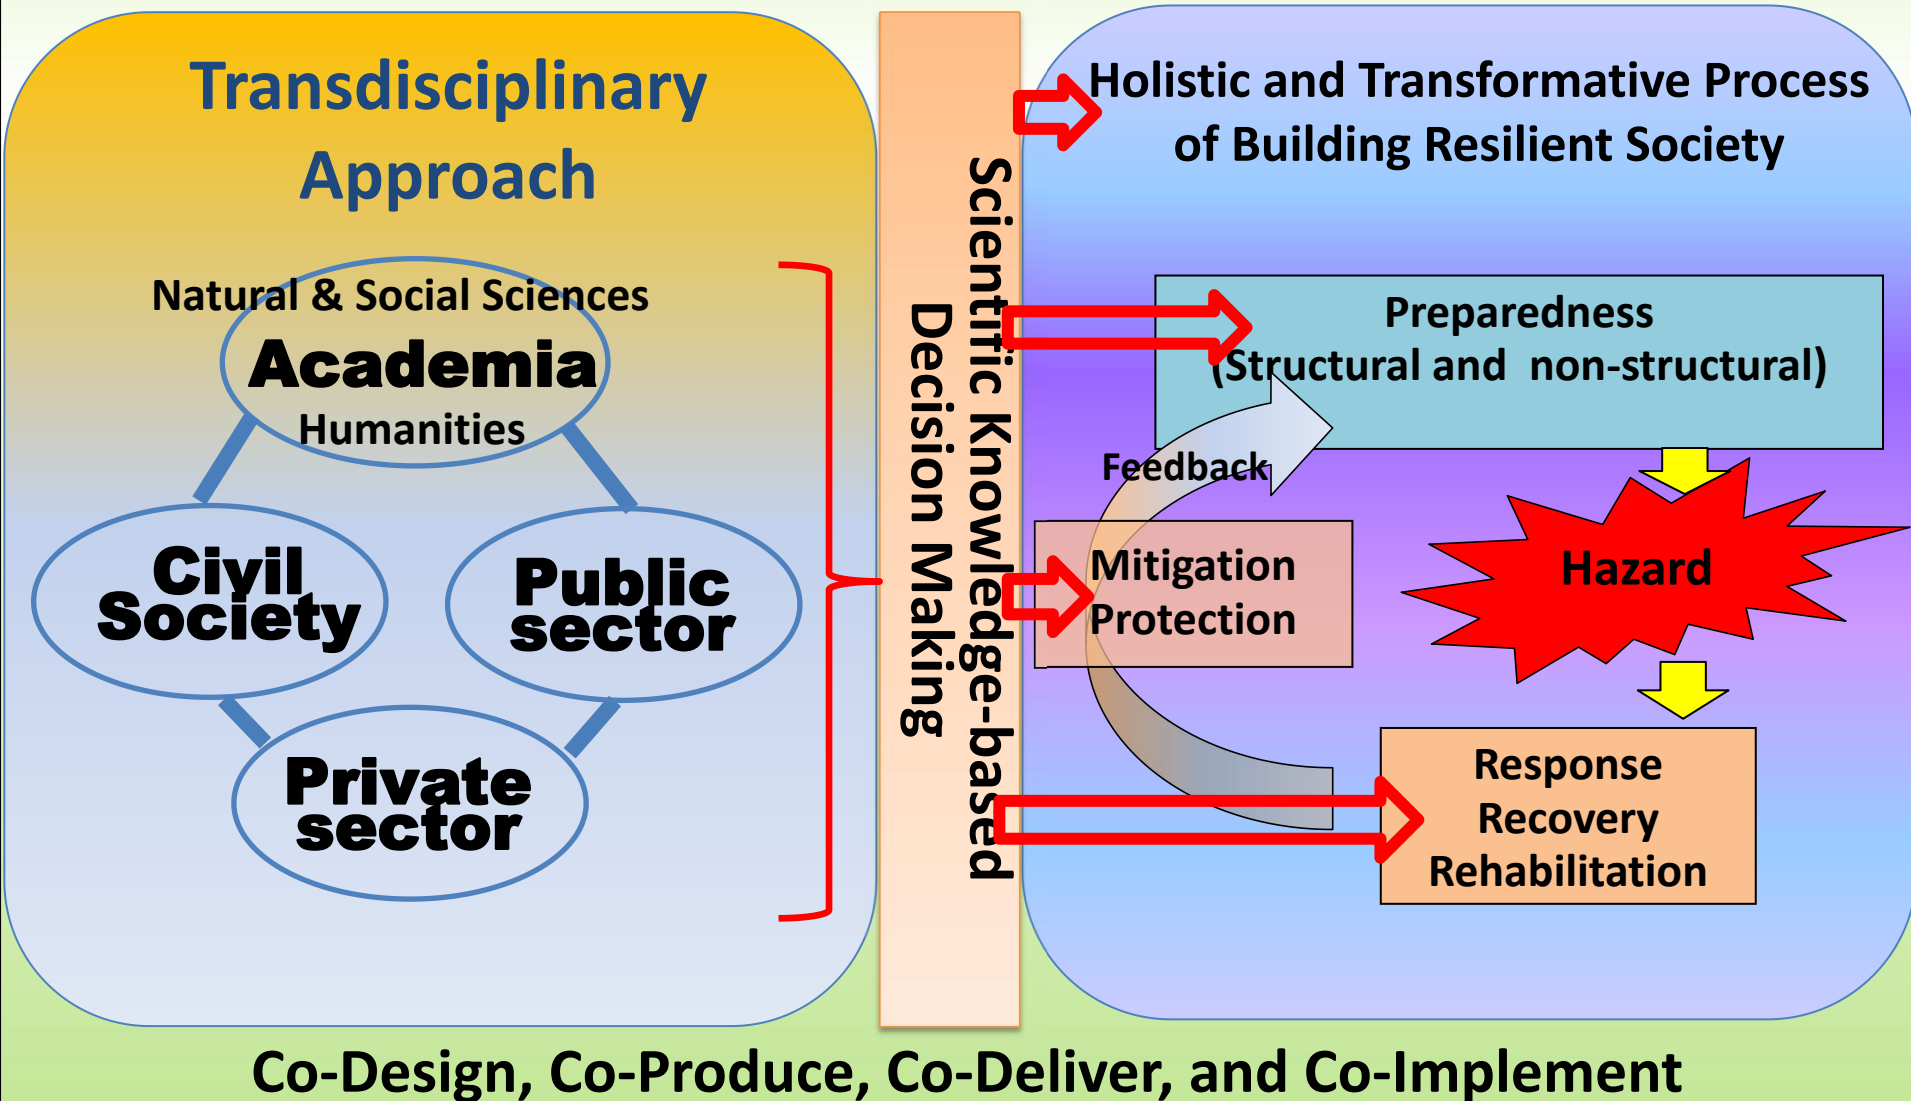 Transdisciplinary
Approach
Natural & Social Sciences
Academia
Humanities
Civil
Society
Public
sector
Private
sector
Scientific Knowledge-based
Decision Making
Holistic and Transformative Process
of Building Resilient Society
Preparedness
(Structural and non-structural)
Feedback
Mitigation
Protection
Hazard
Response
Recovery
Rehabilitation
Co-Design, Co-Produce, Co-Deliver, and Co-Implement